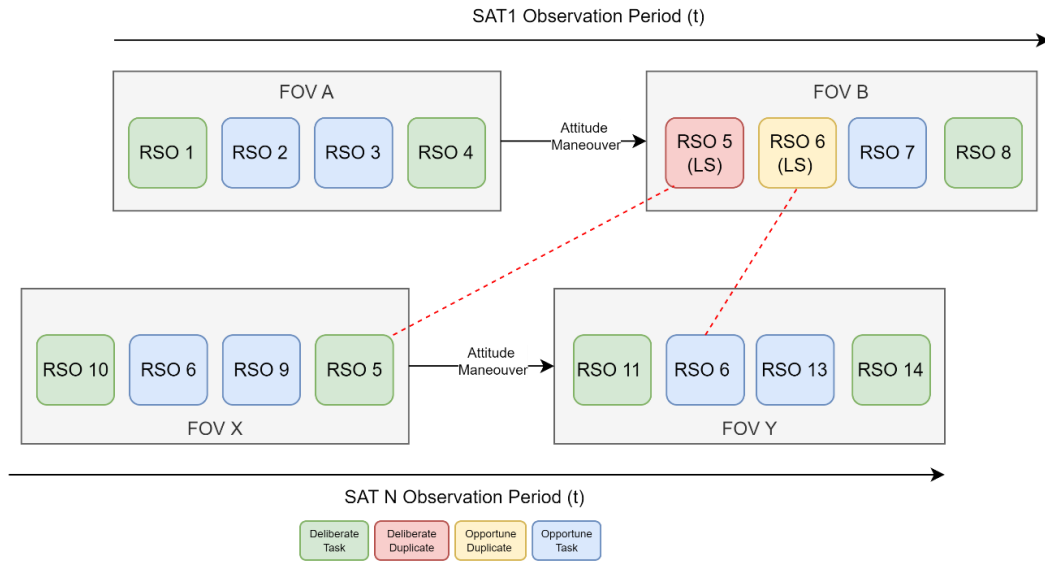 SAT1 Observation Period (t)
FOV A
FOV B
RSO 1
RSO 2
RSO 3
RSO 4
Attitude
Maneouver
RSO 5
(LS)
RSO 6
(LS)
RSO 7
RSO 8
RSO 10
RSO 6
RSO 9
RSO 5
Attitude
Maneouver
RSO 11
RSO 6
RSO 13
RSO 14
FOV X
FOV Y
SAT N Observation Period (t)
Deliberate
Task
Deliberate
Duplicate
Opportune
Duplicate
Opportune
Task